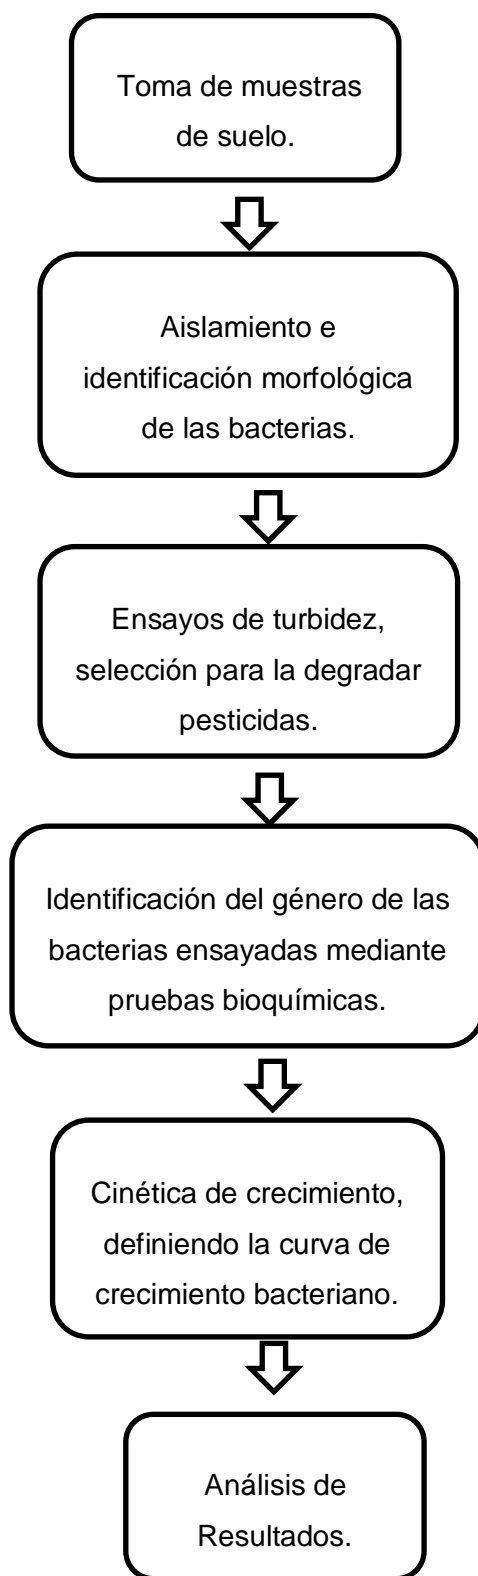 Toma de muestras
de suelo.
Aislamiento e
identificación morfológica
de las bacterias.
Ensayos de turbidez,
selección para la degradar
pesticidas.
Identificación del género de las
bacterias ensayadas mediante
pruebas bioquímicas.
Cinética de crecimiento,
definiendo la curva de
crecimiento bacteriano.
Análisis de
Resultados.